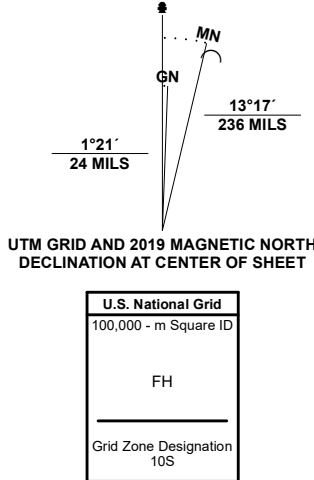 MN
GN
13°17´
236 MILS
1°21´
24 MILS
UTM GRID AND 2019 MAGNETIC NORTH
DECLINATION AT CENTER OF SHEET
U.S. National Grid
100,000 - m Square ID
FH
Grid Zone Designation
10S